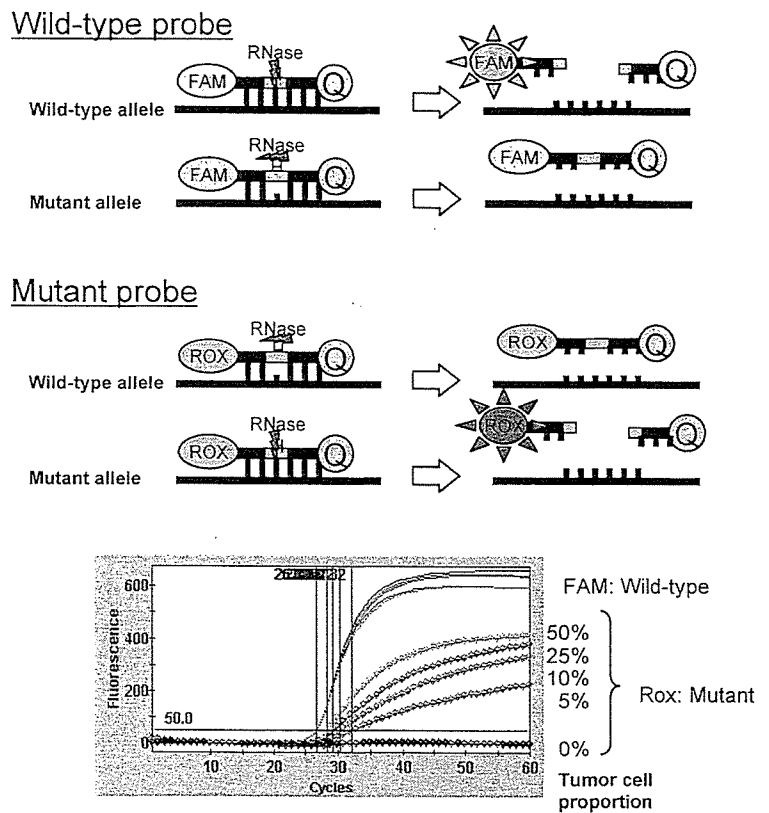 Wild-type probe
RNase
FAM
Q
FAM
Q
Wild-type allele
RNase
FAM
Q
FAM
Q
Mutant allele
Mutant probe
RNase
ROX
Q
ROX
Q
Wild-type allele
RNase
ROX
Q
ROX
Q
Mutant allele
600
400
200
0
Fluorescence
50.0
10
20
30
40
50
60
Cycles
FAM: Wild-type
50%
25%
10%
5%
0%
Rox: Mutant
Tumor cell
proportion